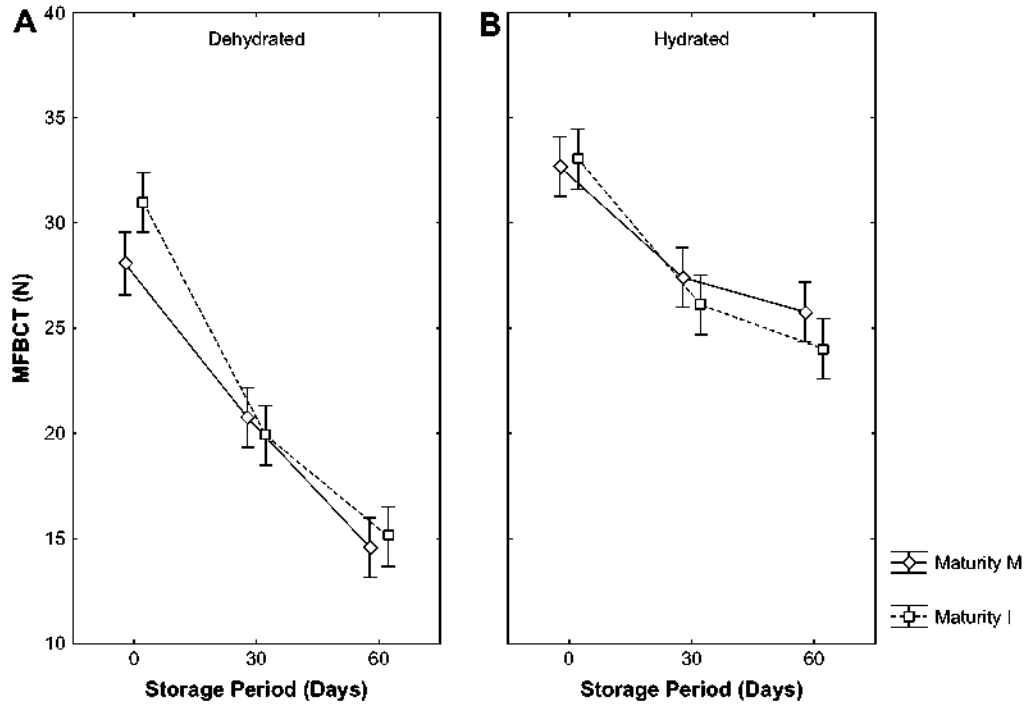 A
Dehydrated
40
35
30
25
20
15
10
MFBCT (N)
0 30 60
Storage Period (Days)
B
Hydrated
0 30 60
Storage Period (Days)
Maturity M
Maturity I